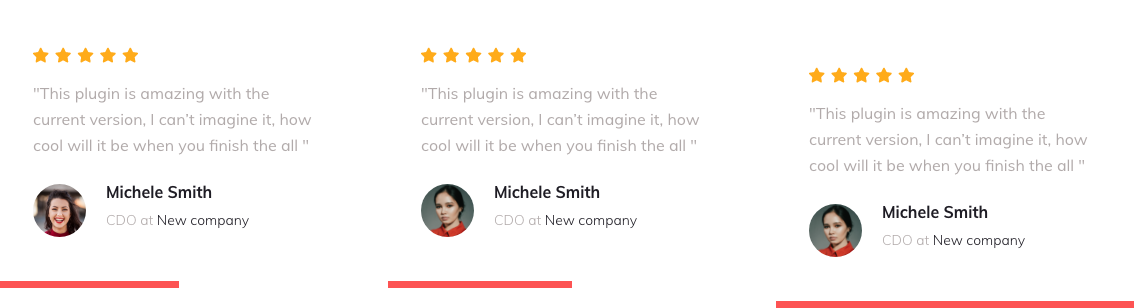 "This plugin is amazing with the
current version, I can't imagine it, how
cool will it be when you finish the all "
Michele Smith
CDO at New company
"This plugin is amazing with the
current version, I can't imagine it, how
cool will it be when you finish the all "
Michele Smith
CDO at New company
"This plugin is amazing with the
current version, I can't imagine it, how
cool will it be when you finish the all "
Michele Smith
CDO at New company